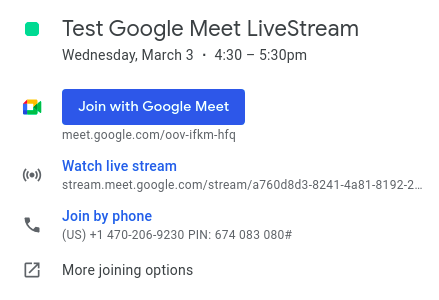 Test Google Meet LiveStream
Wednesday, March 3 · 4:30 – 5:30pm
Join with Google Meet
meet.google.com/oov-ifkm-hfq
Watch live stream
stream.meet.google.com/stream/a760d8d3-8241-4a81-8192-2…
Join by phone
(US) +1 470-206-9230 PIN: 674 083 080#
More joining options